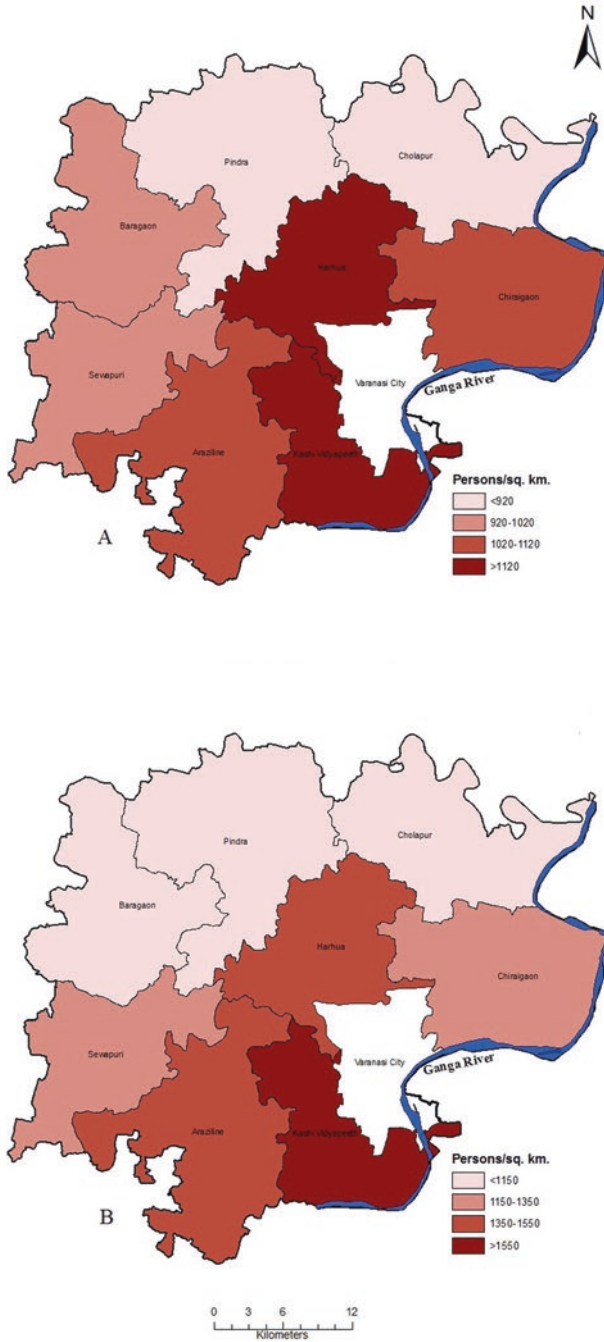 N
Pindra
Cholapur
Baragaon
Harhua
Chiraigaon
Sewapuri
Varanasi City
Ganga River
Araziline
Kashi Vidyapeeth
Persons/sq. km.
<920
920-1020
1020-1120
>1120
A
Pindra
Cholapur
Baragaon
Harhua
Chiraigaon
Sewapuri
Varanasi City
Ganga River
Araziline
Kashi Vidyapeeth
Persons/sq. km.
<1150
1150-1350
1350-1550
>1550
B
0 3 6 12
Kilometers